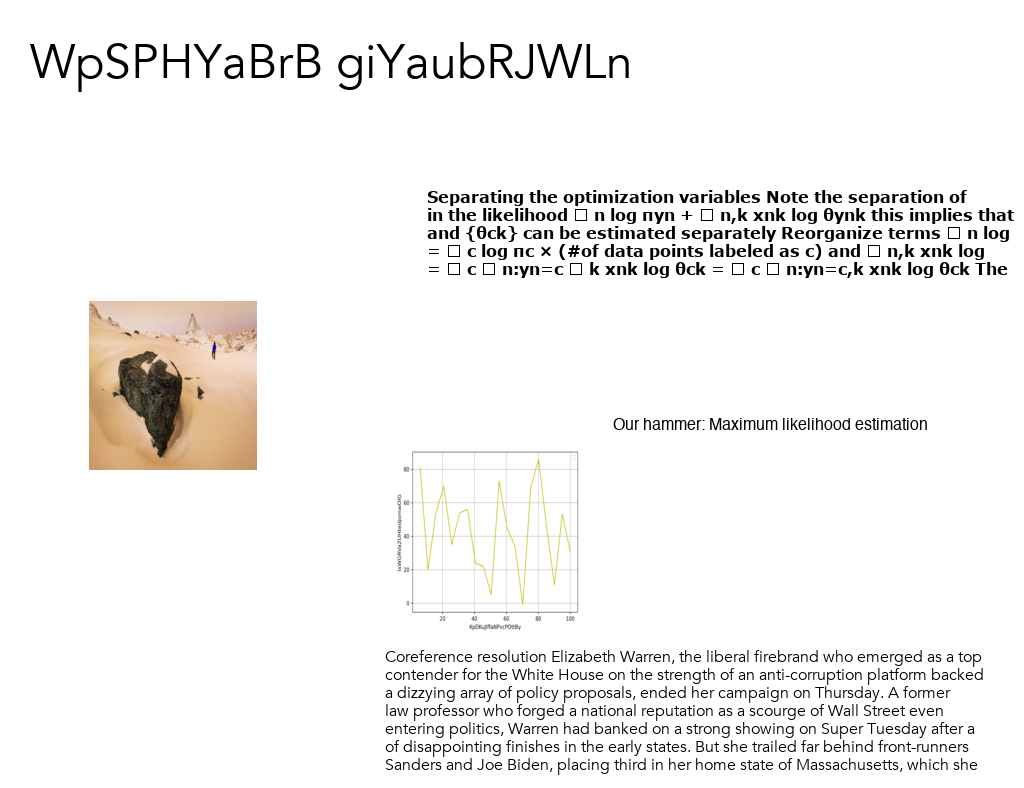 WpSPHYaBrB giYaubRJWLn
Separating the optimization variables Note the separation of
in the likelihood □ n log πyn + □ n,k xnk log θynk this implies that
and {θck} can be estimated separately Reorganize terms □ n log
= □ c log πc × (#of data points labeled as c) and □ n,k xnk log
= □ c □ n:yn=c □ k xnk log θck = □ c □ n:yn=c,k xnk log θck The
Our hammer: Maximum likelihood estimation
80
60
40
20
0
20 40 60 80 100
Coreference resolution Elizabeth Warren, the liberal firebrand who emerged as a top
contender for the White House on the strength of an anti-corruption platform backed
a dizzying array of policy proposals, ended her campaign on Thursday. A former
law professor who forged a national reputation as a scourge of Wall Street even
entering politics, Warren had banked on a strong showing on Super Tuesday after a
of disappointing finishes in the early states. But she trailed far behind front-runners
Sanders and Joe Biden, placing third in her home state of Massachusetts, which she